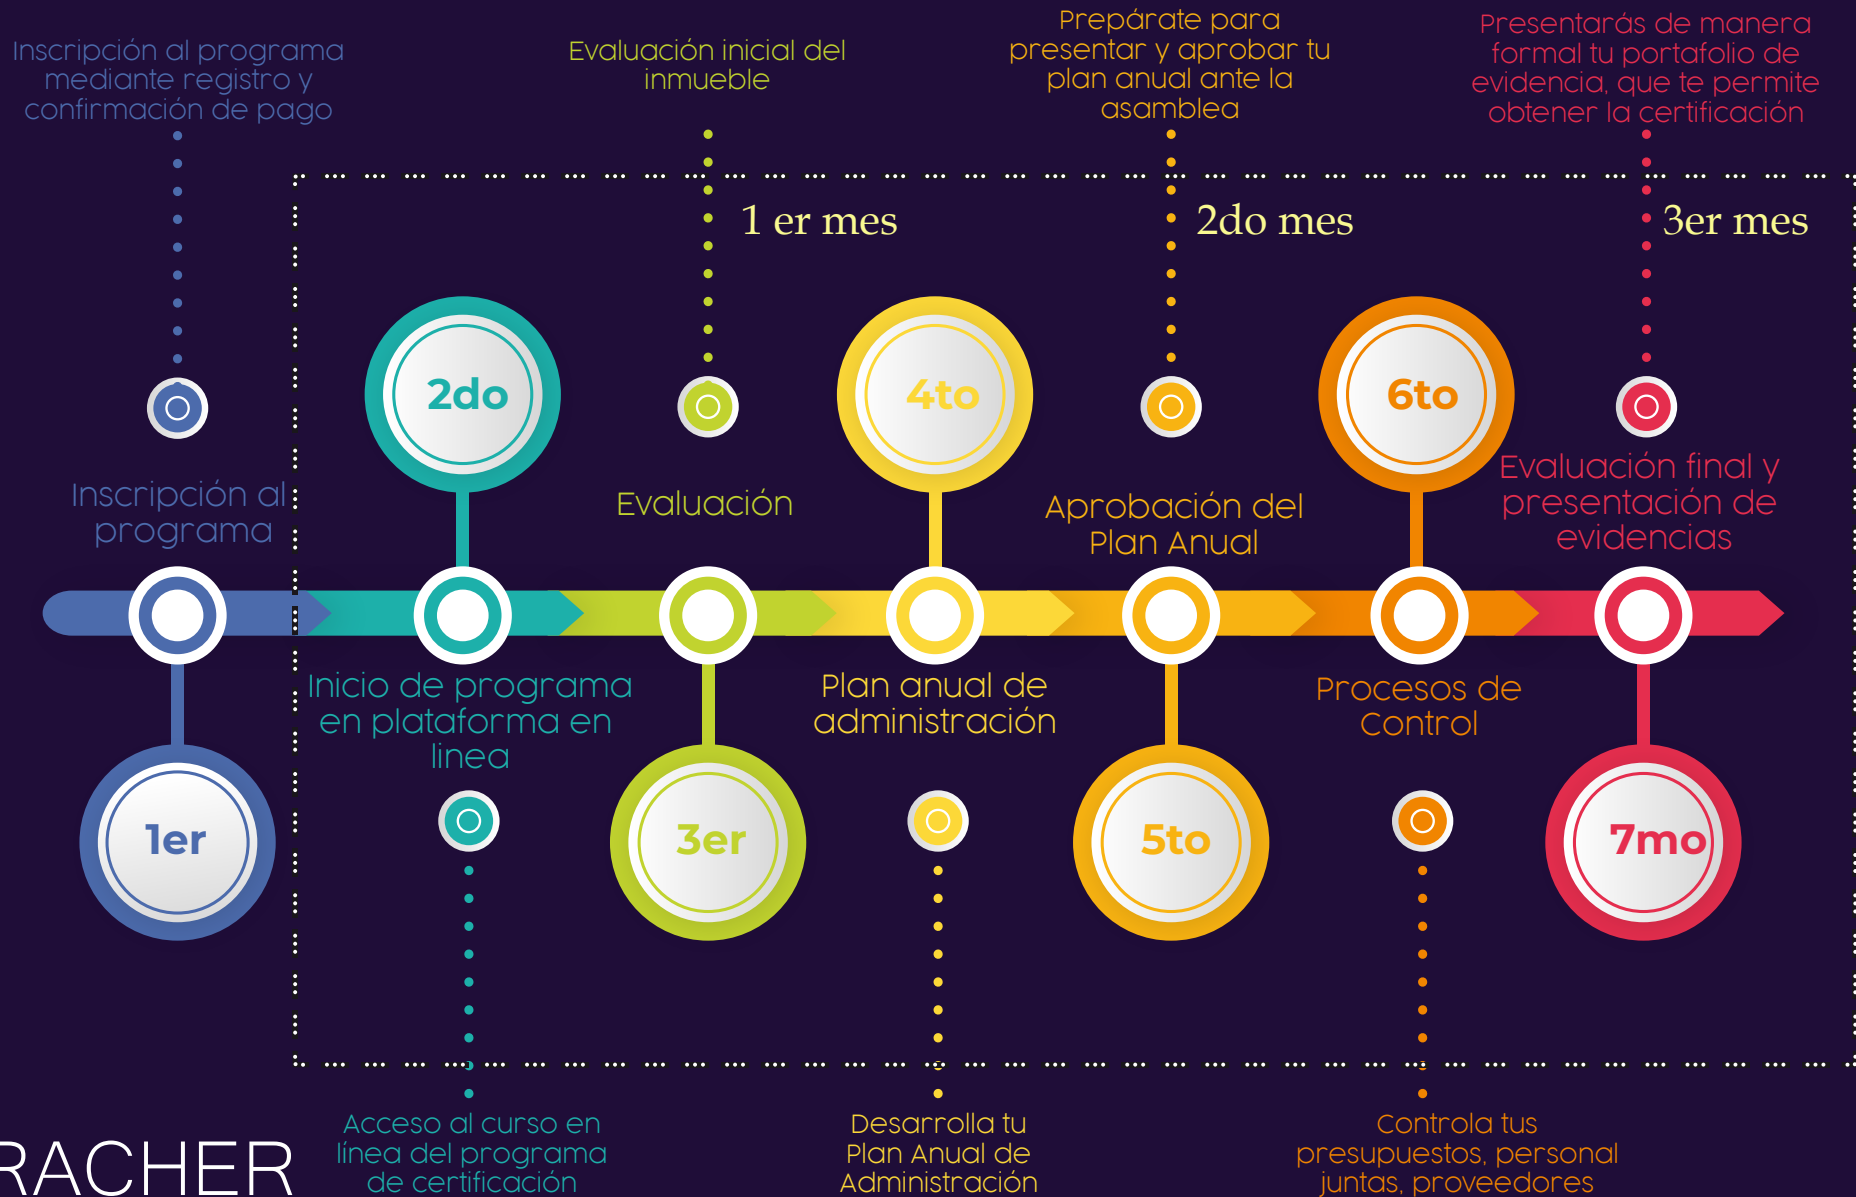 Inscripción al programa
mediante registro y
confirmación de pago
Evaluación inicial del
inmueble
Prepárate para
presentar y aprobar tu
plan anual ante la
asamblea
Presentarás de manera
formal tu portafolio de
evidencia, que te permite
obtener la certificación
1 er mes
2do mes
3er mes
2do
4to
6to
Inscripción al
programa
Evaluación
Aprobación del
Plan Anual
Evaluación final y
presentación de
evidencias
Inicio de programa
en plataforma en
linea
Plan anual de
administración
Procesos de
Control
1er
3er
5to
7mo
Acceso al curso en
línea del programa
de certificación
Desarrolla tu
Plan Anual de
Administración
Controla tus
presupuestos, personal
juntas, proveedores
RACHER